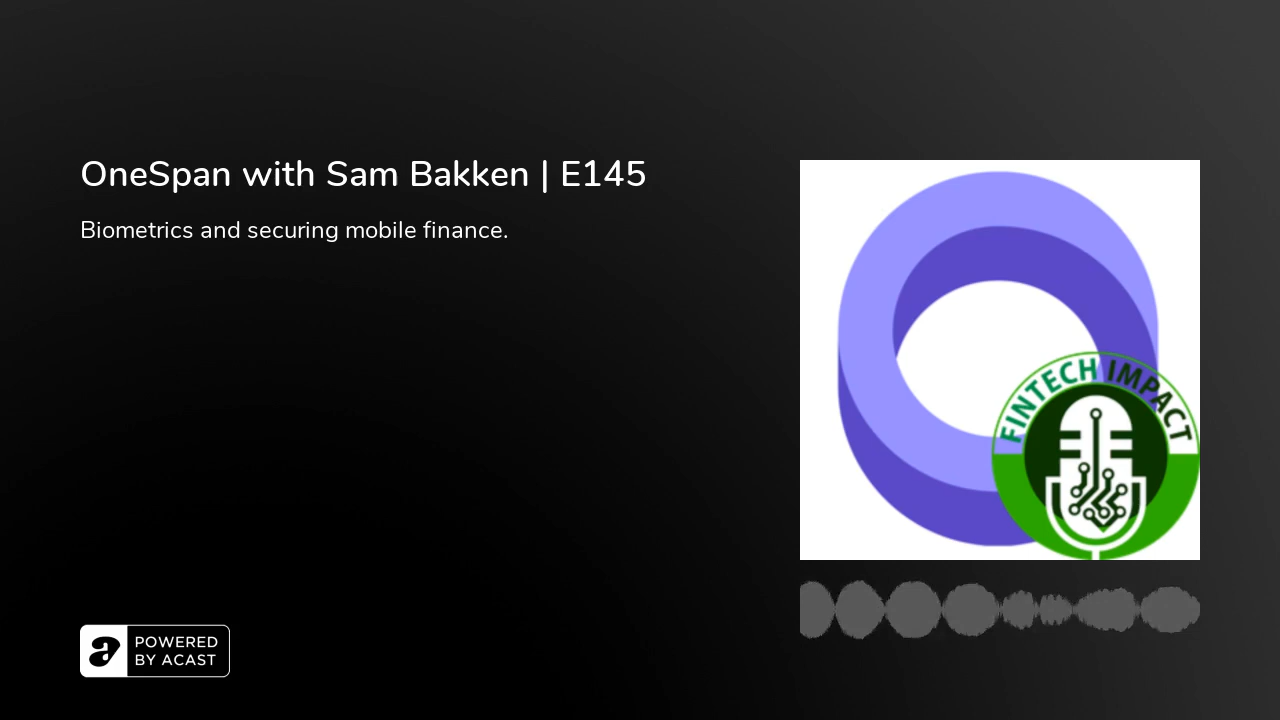 OneSpan with Sam Bakken | E145
Biometrics and securing mobile finance.
FINTECH IMPACT
a POWERED
BY ACAST